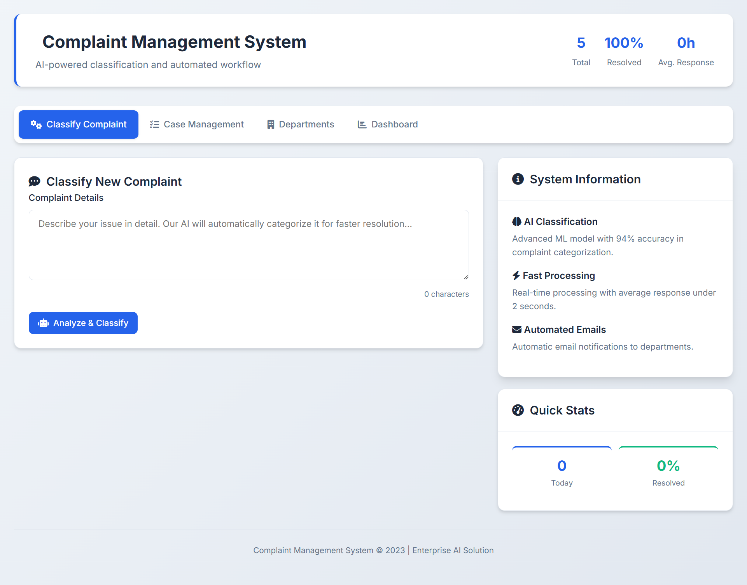 Complaint Management System
AI-powered classification and automated workflow
5
Total
100%
Resolved
0h
Avg. Response
Classify Complaint
Case Management
Departments
Dashboard
Classify New Complaint
Complaint Details
Describe your issue in detail. Our AI will automatically categorize it for faster resolution...
0 characters
Analyze & Classify
System Information
AI Classification
Advanced ML model with 94% accuracy in
complaint categorization.
Fast Processing
Real-time processing with average response under
2 seconds.
Automated Emails
Automatic email notifications to departments.
Quick Stats
0
Today
0%
Resolved
Complaint Management System © 2023 | Enterprise AI Solution